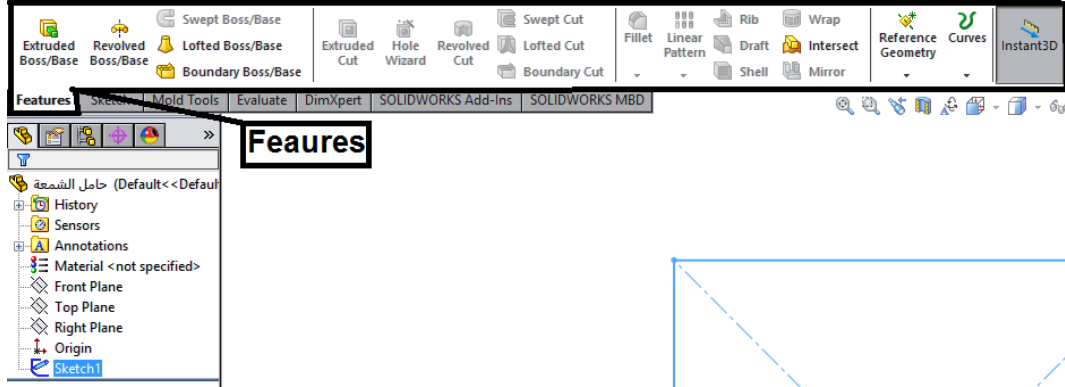 Extruded Boss/Base
Revolved Boss/Base
Swept Boss/Base
Lofted Boss/Base
Boundary Boss/Base
Extruded Cut
Hole Wizard
Revolved Cut
Swept Cut
Lofted Cut
Boundary Cut
Fillet
Linear Pattern
Rib
Draft
Shell
Wrap
Intersect
Mirror
Reference Geometry
Curves
Instant3D
Features Sketch Mold Tools Evaluate DimXpert SOLIDWORKS Add-Ins SOLIDWORKS MBD
Feaures
حامل الشمعة (Default<<Default
History
Sensors
Annotations
Material <not specified>
Front Plane
Top Plane
Right Plane
Origin
Sketch1